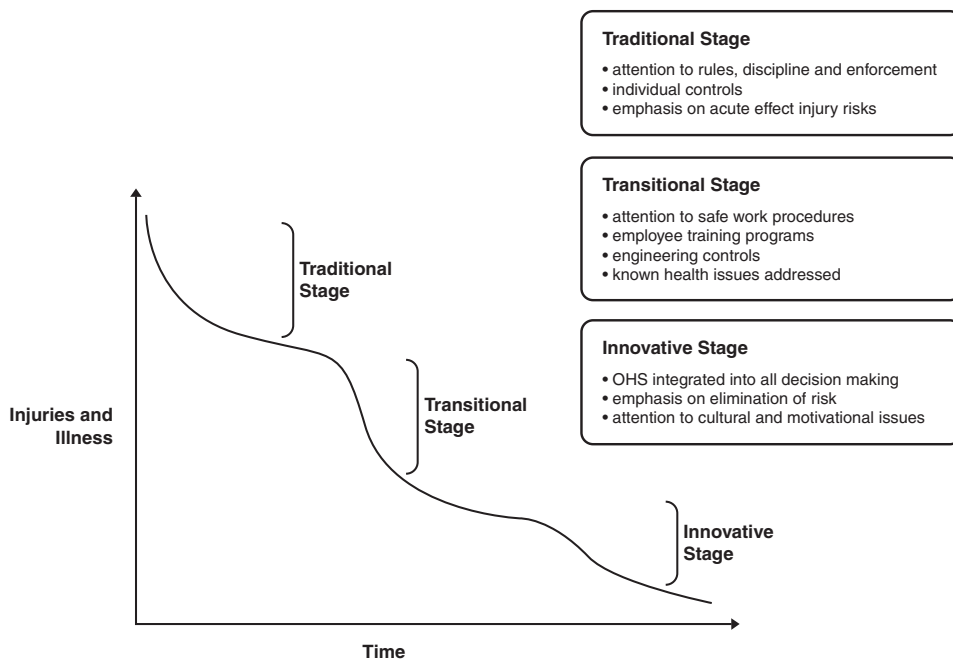 Traditional Stage
• attention to rules, discipline and enforcement
• individual controls
• emphasis on acute effect injury risks
Transitional Stage
• attention to safe work procedures
• employee training programs
• engineering controls
• known health issues addressed
Innovative Stage
• OHS integrated into all decision making
• emphasis on elimination of risk
• attention to cultural and motivational issues
Traditional
Stage
Transitional
Stage
Innovative
Stage
Injuries and
Illness
Time